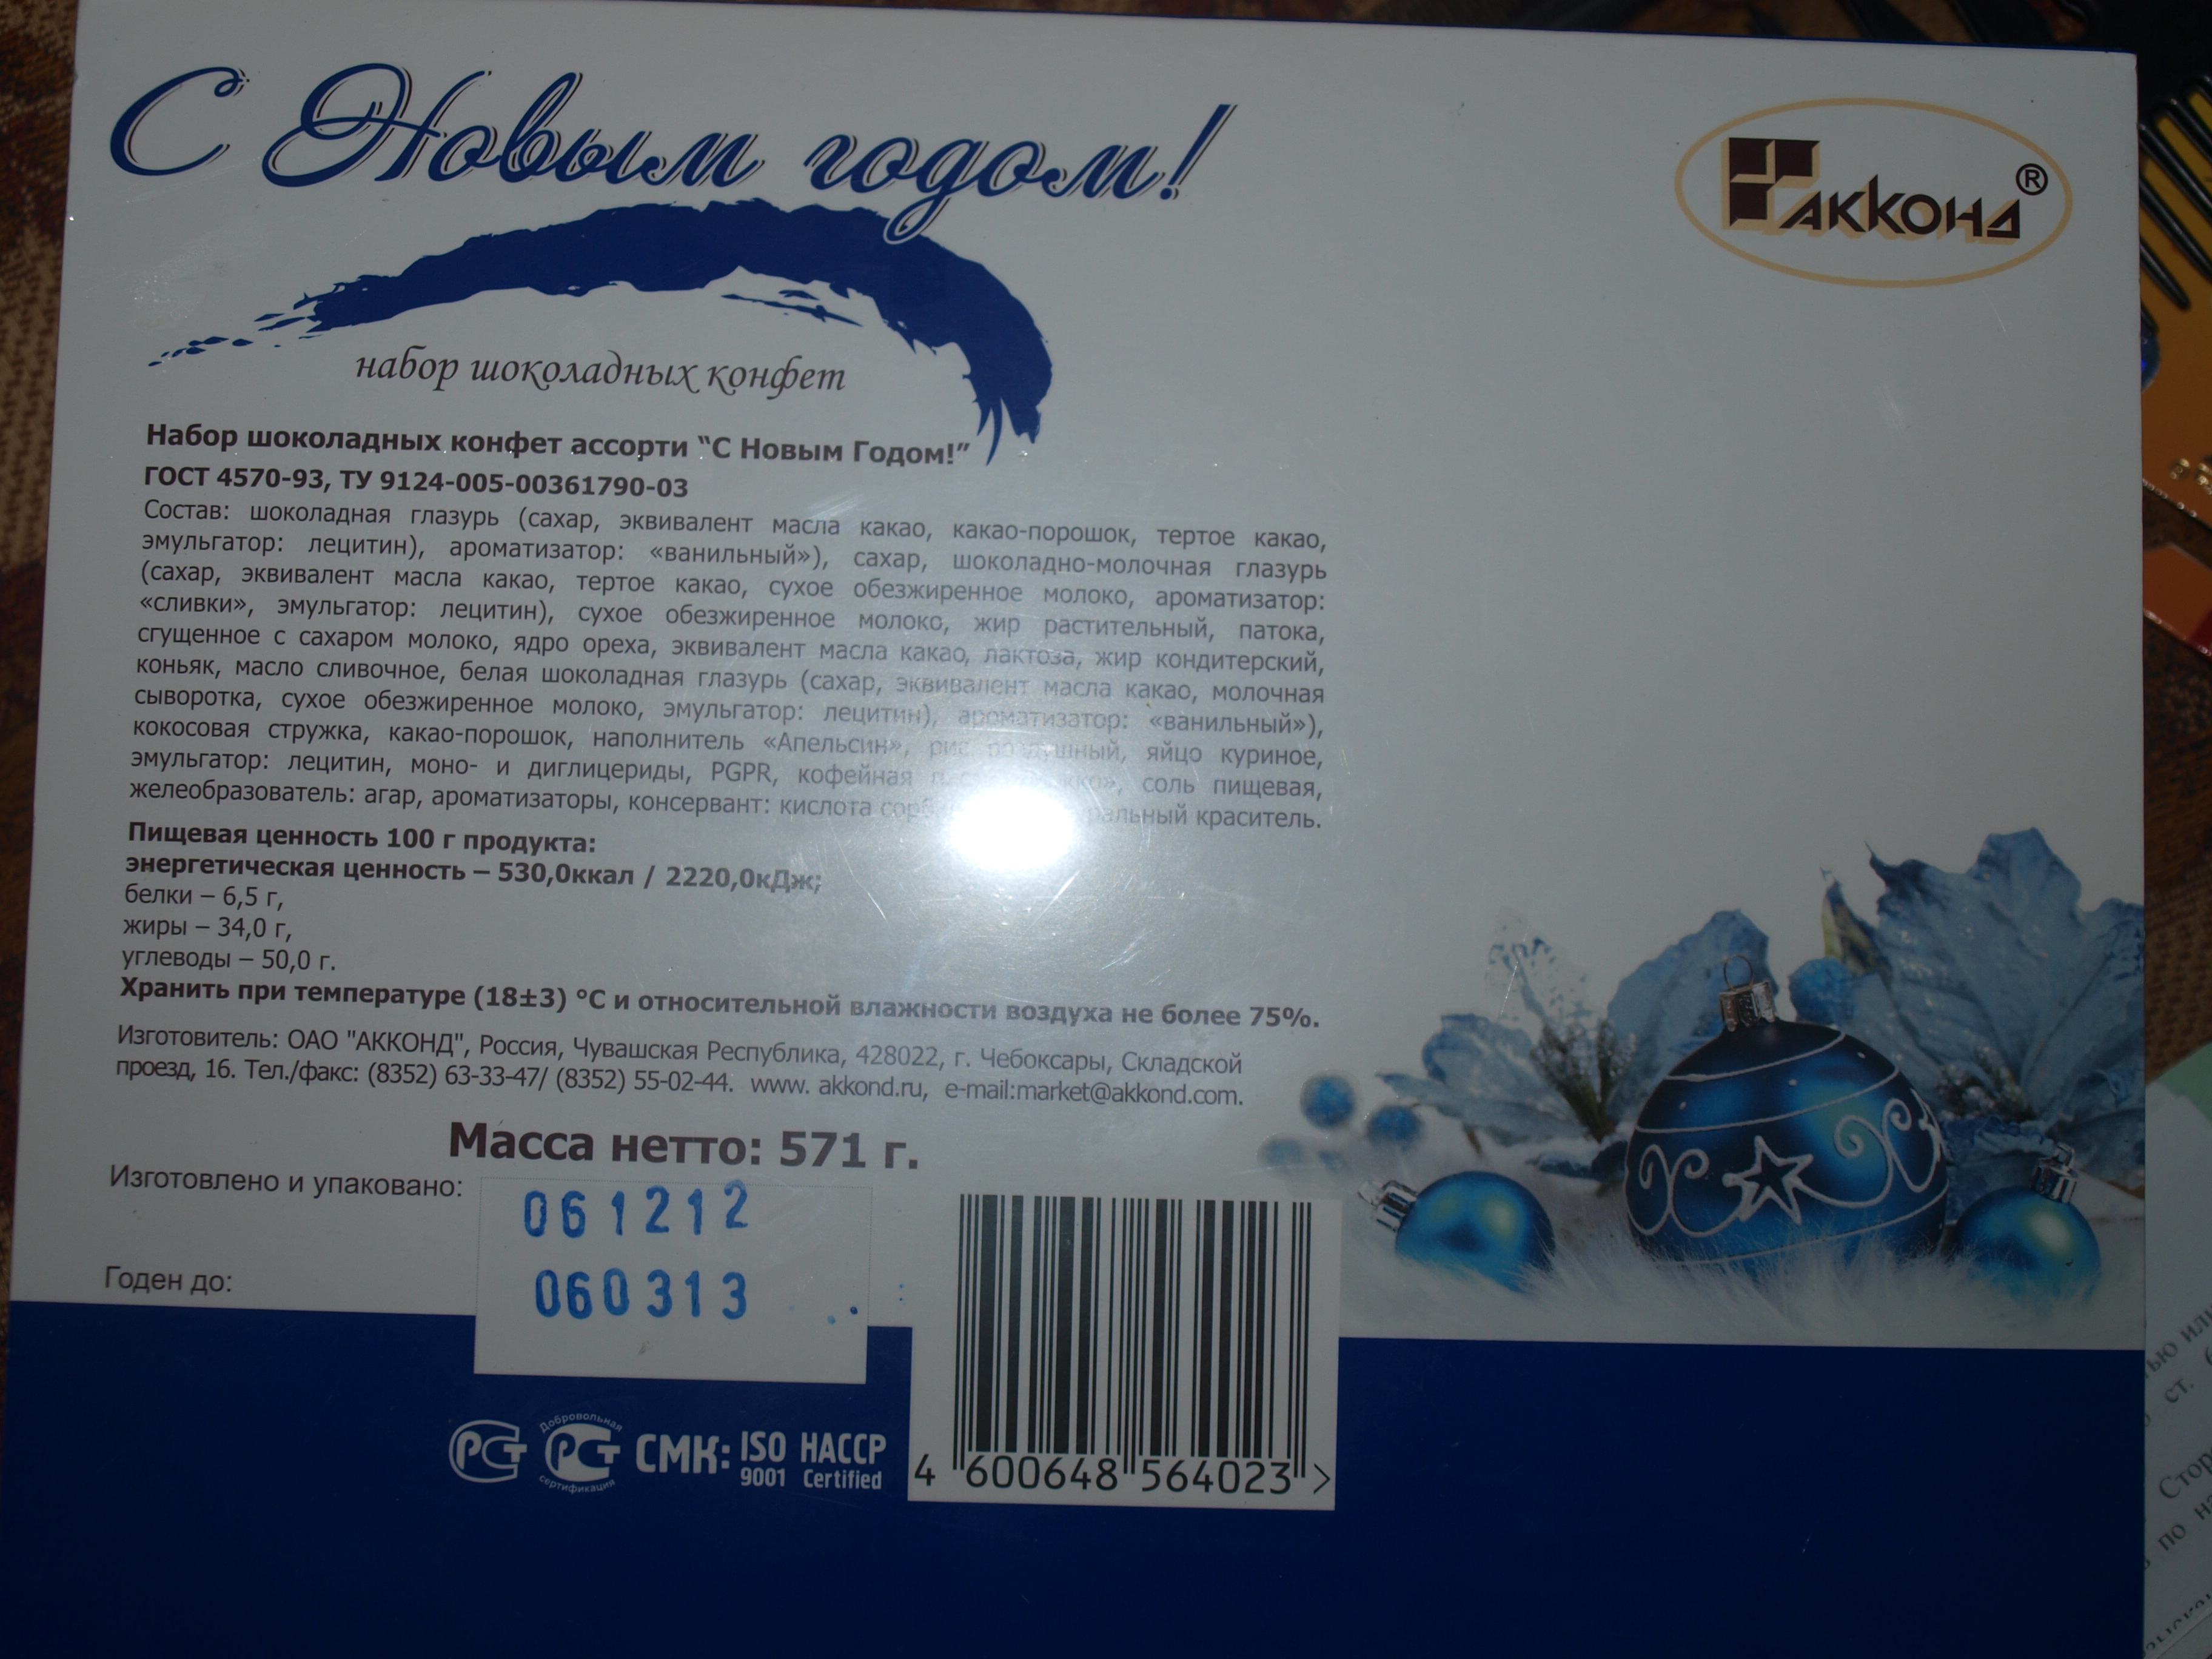 С Новым годом!
АККОНД®
набор шоколадных конфет
Набор шоколадных конфет ассорти “С Новым Годом!”
ГОСТ 4570-93, ТУ 9124-005-00361790-03
Состав: шоколадная глазурь (сахар, эквивалент масла какао, какао-порошок, тертое какао,
эмульгатор: лецитин), ароматизатор: «ванильный»), сахар, шоколадно-молочная глазурь
(сахар, эквивалент масла какао, тертое какао, сухое обезжиренное молоко, ароматизатор:
«сливки», эмульгатор: лецитин), сухое обезжиренное молоко, жир растительный, патока,
сгущенное с сахаром молоко, ядро ореха, эквивалент масла какао, лактоза, жир кондитерский,
коньяк, масло сливочное, белая шоколадная глазурь (сахар, эквивалент масла какао, молочная
сыворотка, сухое обезжиренное молоко, эмульгатор: лецитин), ароматизатор: «ванильный»),
кокосовая стружка, какао-порошок, наполнитель «Апельсин», рис воздушный, яйцо куриное,
эмульгатор: лецитин, моно- и диглицериды, PGPR, кофейная соль пищевая,
желеобразователь: агар, ароматизаторы, консервант: кислота краситель.
Пищевая ценность 100 г продукта:
энергетическая ценность – 530,0ккал / 2220,0кДж;
белки – 6,5 г,
жиры – 34,0 г,
углеводы – 50,0 г.
Хранить при температуре (18±3) °С и относительной влажности воздуха не более 75%.
Изготовитель: ОАО "АККОНД", Россия, Чувашская Республика, 428022, г. Чебоксары, Складской
проезд, 16. Тел./факс: (8352) 63-33-47/ (8352) 55-02-44. www. akkond.ru, e-mail:market@akkond.com.
Масса нетто: 571 г.
Изготовлено и упаковано:
061212
Годен до:
060313
РСТ
Добровольная
РСТ
сертификация
СМК: ISO HACCP
9001 Certified
4 600648 564023 >
ст.
по